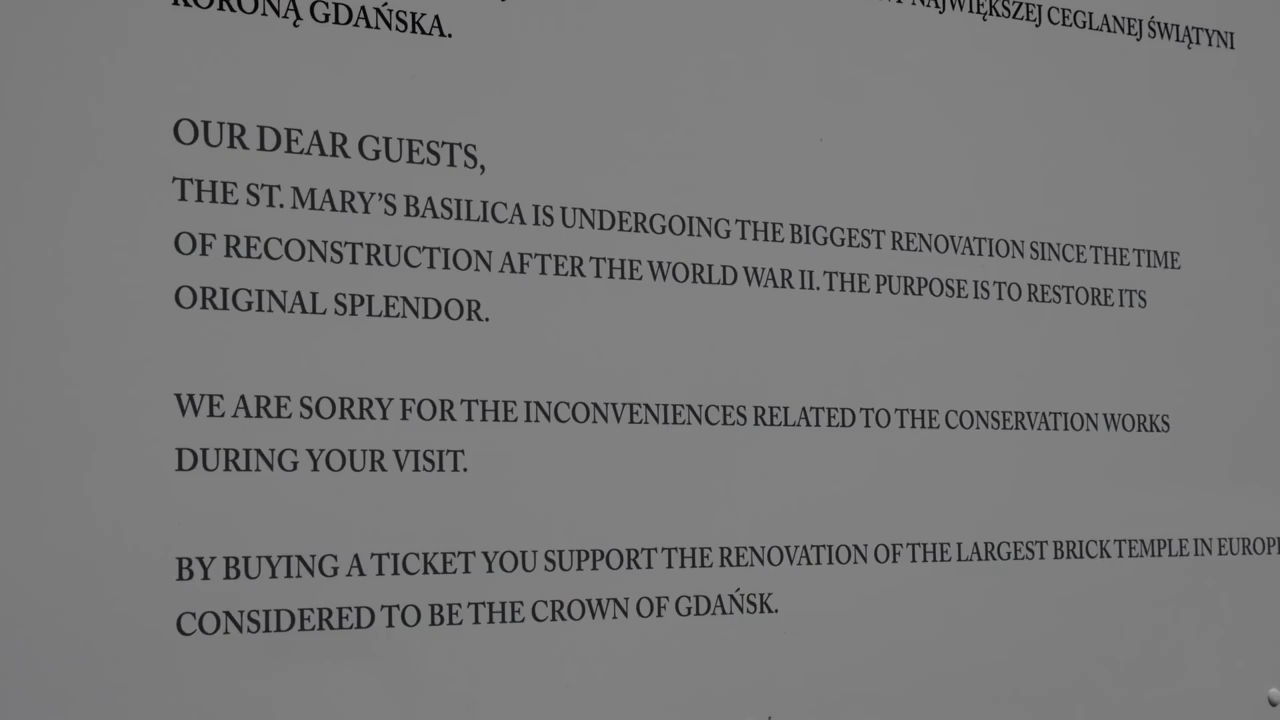 NAJWIĘKSZEJ CEGLANEJ ŚWIĄTYNI
KORONĄ GDAŃSKA.
OUR DEAR GUESTS,
THE ST. MARY'S BASILICA IS UNDERGOING THE BIGGEST RENOVATION SINCE THE TIME
OF RECONSTRUCTION AFTER THE WORLD WAR II. THE PURPOSE IS TO RESTORE ITS
ORIGINAL SPLENDOR.
WE ARE SORRY FOR THE INCONVENIENCES RELATED TO THE CONSERVATION WORKS
DURING YOUR VISIT.
BY BUYING A TICKET YOU SUPPORT THE RENOVATION OF THE LARGEST BRICK TEMPLE IN EUROPE
CONSIDERED TO BE THE CROWN OF GDAŃSK.